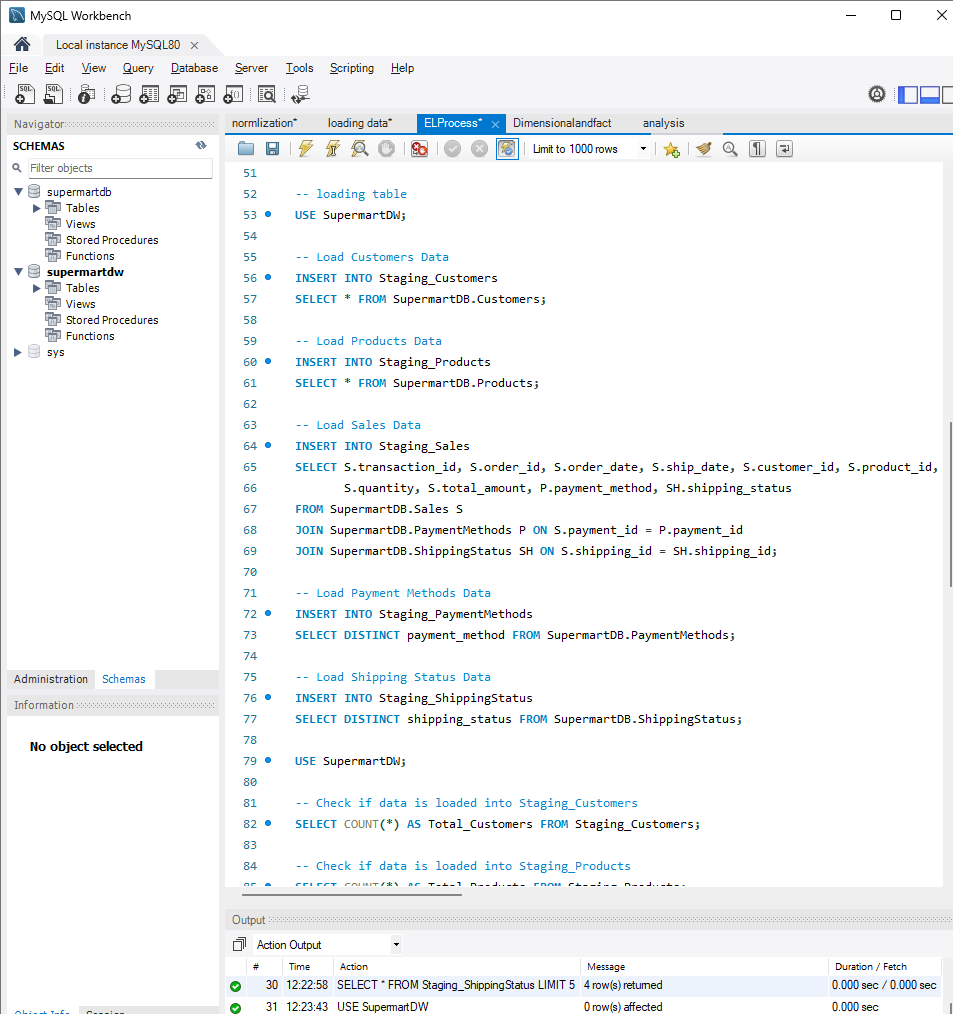 MySQL Workbench
Local instance MySQL80
File Edit View Query Database Server Tools Scripting Help
SQL SQL
Navigator
SCHEMAS
Filter objects
supermartdb
Tables
Views
Stored Procedures
Functions
supermartdw
Tables
Views
Stored Procedures
Functions
sys
Administration Schemas
Information
No object selected
Object Info Session
normlization* loading data* ELProcess* Dimensionalandfact analysis
Limit to 1000 rows
51
52 -- loading table
53 USE SupermartDW;
54
55 -- Load Customers Data
56 INSERT INTO Staging_Customers
57 SELECT * FROM SupermartDB.Customers;
58
59 -- Load Products Data
60 INSERT INTO Staging_Products
61 SELECT * FROM SupermartDB.Products;
62
63 -- Load Sales Data
64 INSERT INTO Staging_Sales
65 SELECT S.transaction_id, S.order_id, S.order_date, S.ship_date, S.customer_id, S.product_id,
66 S.quantity, S.total_amount, P.payment_method, SH.shipping_status
67 FROM SupermartDB.Sales S
68 JOIN SupermartDB.PaymentMethods P ON S.payment_id = P.payment_id
69 JOIN SupermartDB.ShippingStatus SH ON S.shipping_id = SH.shipping_id;
70
71 -- Load Payment Methods Data
72 INSERT INTO Staging_PaymentMethods
73 SELECT DISTINCT payment_method FROM SupermartDB.PaymentMethods;
74
75 -- Load Shipping Status Data
76 INSERT INTO Staging_ShippingStatus
77 SELECT DISTINCT shipping_status FROM SupermartDB.ShippingStatus;
78
79 USE SupermartDW;
80
81 -- Check if data is loaded into Staging_Customers
82 SELECT COUNT(*) AS Total_Customers FROM Staging_Customers;
83
84 -- Check if data is loaded into Staging_Products
85 SELECT COUNT(*) AS Total_Products FROM Staging_Products;
Output
Action Output
# Time Action Message Duration / Fetch
30 12:22:58 SELECT * FROM Staging_ShippingStatus LIMIT 5 4 row(s) returned 0.000 sec / 0.000 sec
31 12:23:43 USE SupermartDW 0 row(s) affected 0.000 sec